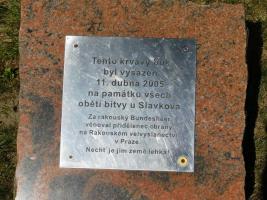 Tento krvavý buk
byl vysazen
11. dubna 2005
na památku všech
obětí bitvy u Slavkova
Za rakouský Bundesheer
věnoval přidělenec obrany
na Rakouském velvyslanectví
v Praze.
Nechť je jim země lehká!